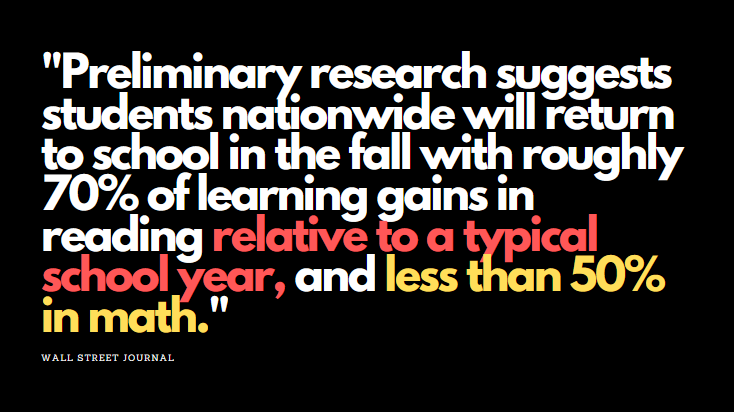 "Preliminary research suggests
students nationwide will return
to school in the fall with roughly
70% of learning gains in
reading relative to a typical
school year, and less than 50%
in math."
WALL STREET JOURNAL